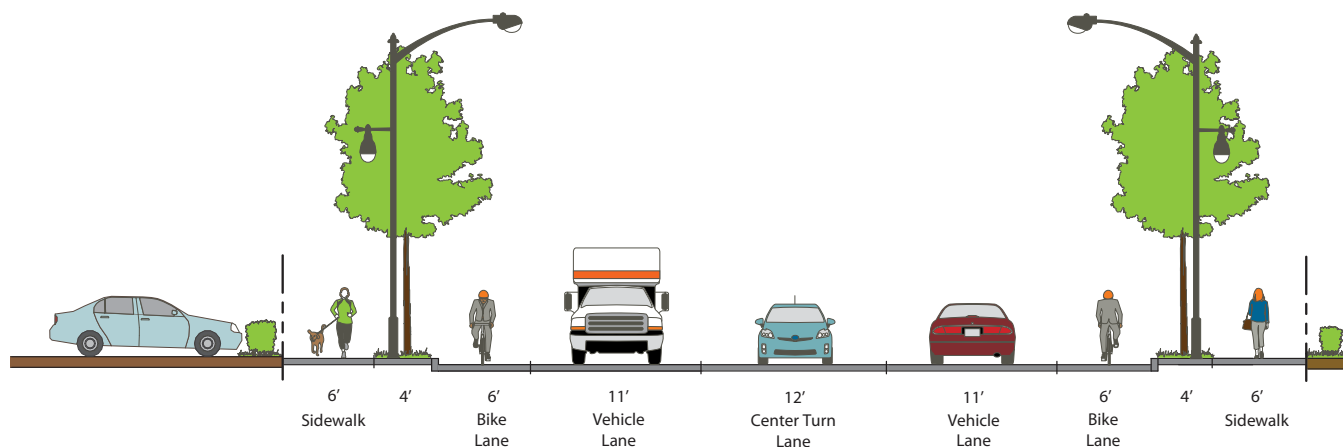 6’ 4’ 6’ 11’ 12’ 11’ 6’ 4’ 6’
Sidewalk Bike Vehicle Center Turn Vehicle Bike Sidewalk
Lane Lane Lane Lane Lane